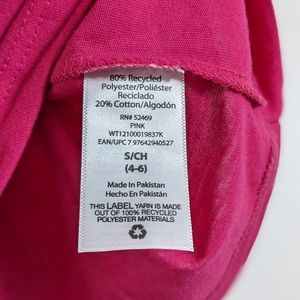 80% Recycled
Polyester/Poliéster
Reciclado
20% Cotton/Algodón
RN# 52469
PINK
WT12100019837K
EAN/UPC 7 97642940527
S/CH
(4-6)
Made In Pakistan
Hecho En Pakistán
THIS LABEL YARN IS MADE
OUT OF 100% RECYCLED
POLYESTER MATERIALS